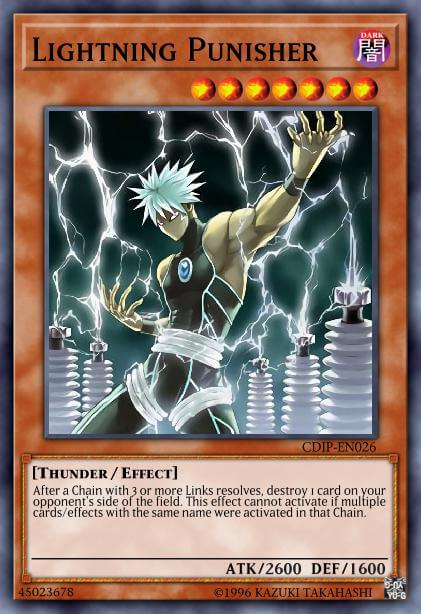 Lightning Punisher
DARK
闇
CDIP-EN026
[Thunder / Effect]
After a Chain with 3 or more Links resolves, destroy 1 card on your
opponent's side of the field. This effect cannot activate if multiple
cards/effects with the same name were activated in that Chain.
ATK/2600 DEF/1600
45023678
©1996 KAZUKI TAKAHASHI